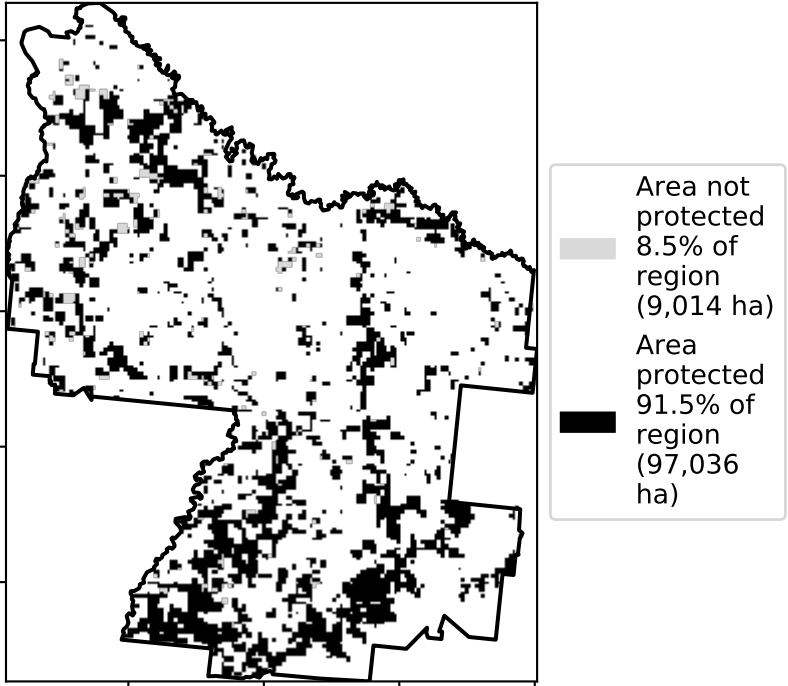 Area not
protected
8.5% of
region
(9,014 ha)
Area
protected
91.5% of
region
(97,036
ha)